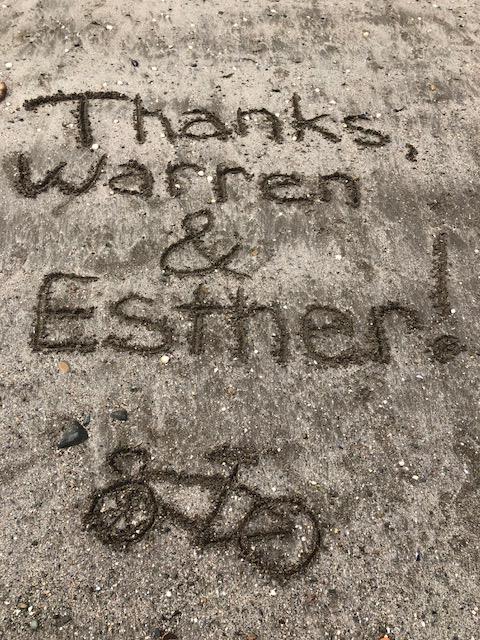 Thanks,
Warren
&
Esther!